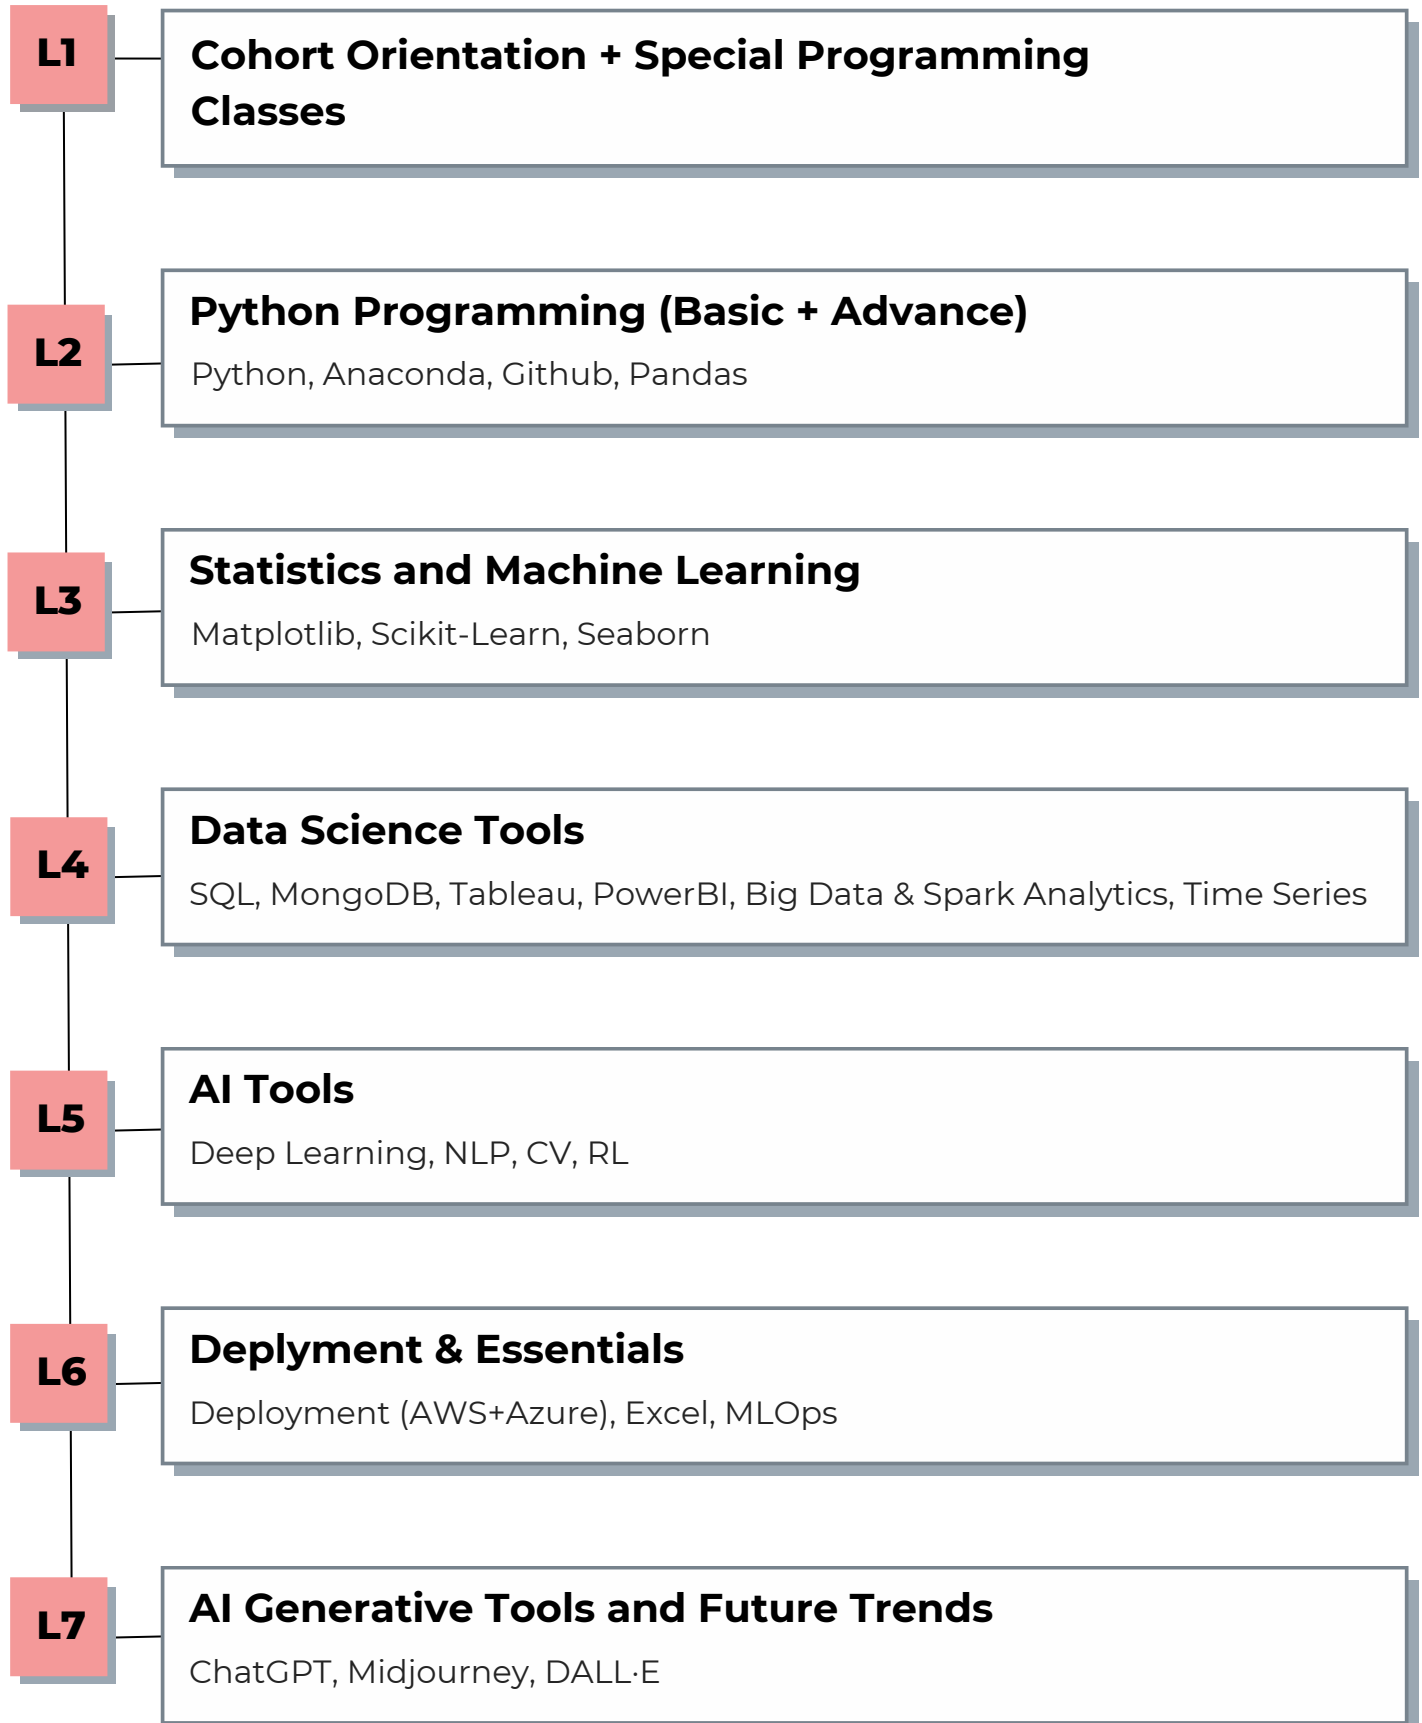 L1
Cohort Orientation + Special Programming
Classes
L2
Python Programming (Basic + Advance)
Python, Anaconda, Github, Pandas
L3
Statistics and Machine Learning
Matplotlib, Scikit-Learn, Seaborn
L4
Data Science Tools
SQL, MongoDB, Tableau, PowerBI, Big Data & Spark Analytics, Time Series
L5
AI Tools
Deep Learning, NLP, CV, RL
L6
Deplyment & Essentials
Deployment (AWS+Azure), Excel, MLOps
L7
AI Generative Tools and Future Trends
ChatGPT, Midjourney, DALL·E